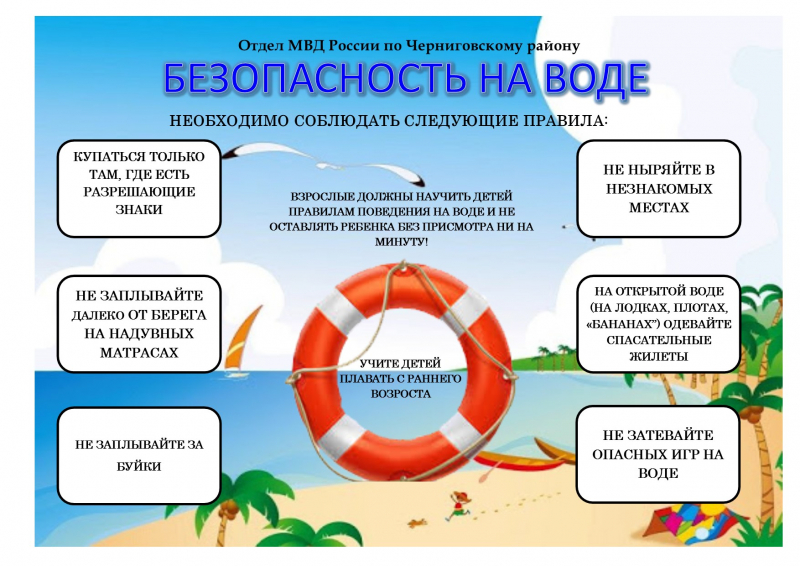 Отдел МВД России по Черниговскому району
БЕЗОПАСНОСТЬ НА ВОДЕ
НЕОБХОДИМО СОБЛЮДАТЬ СЛЕДУЮЩИЕ ПРАВИЛА:
КУПАТЬСЯ ТОЛЬКО
ТАМ, ГДЕ ЕСТЬ
РАЗРЕШАЮЩИЕ
ЗНАКИ
ВЗРОСЛЫЕ ДОЛЖНЫ НАУЧИТЬ ДЕТЕЙ
ПРАВИЛАМ ПОВЕДЕНИЯ НА ВОДЕ И НЕ
ОСТАВЛЯТЬ РЕБЕНКА БЕЗ ПРИСМОТРА НИ НА
МИНУТУ!
НЕ НЫРЯЙТЕ В
НЕЗНАКОМЫХ
МЕСТАХ
НЕ ЗАПЛЫВАЙТЕ
ДАЛЕКО ОТ БЕРЕГА
НА НАДУВНЫХ
МАТРАСАХ
УЧИТЕ ДЕТЕЙ
ПЛАВАТЬ С РАННЕГО
ВОЗРОСТА
НА ОТКРЫТОЙ ВОДЕ
(НА ЛОДКАХ, ПЛОТАХ,
«БАНАНАХ") ОДЕВАЙТЕ
СПАСАТЕЛЬНЫЕ
ЖИЛЕТЫ
НЕ ЗАПЛЫВАЙТЕ ЗА
БУЙКИ
НЕ ЗАТЕВАЙТЕ
ОПАСНЫХ ИГР НА
ВОДЕ